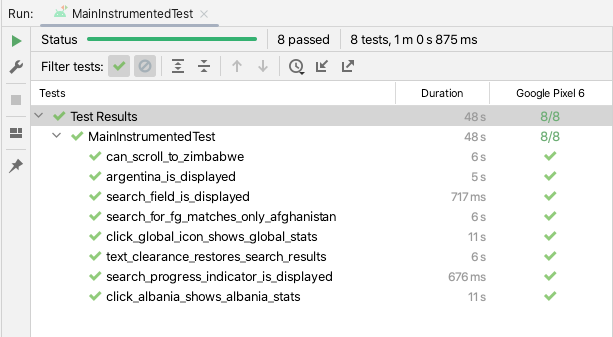 Run: MainInstrumentedTest
Status 8 passed 8 tests, 1 m 0 s 875 ms
Filter tests:
Tests Duration Google Pixel 6
Test Results 48 s 8/8
MainInstrumentedTest 48 s 8/8
can_scroll_to_zimbabwe 6 s
argentina_is_displayed 5 s
search_field_is_displayed 717 ms
search_for_fg_matches_only_afghanistan 6 s
click_global_icon_shows_global_stats 11 s
text_clearance_restores_search_results 6 s
search_progress_indicator_is_displayed 676 ms
click_albania_shows_albania_stats 11 s